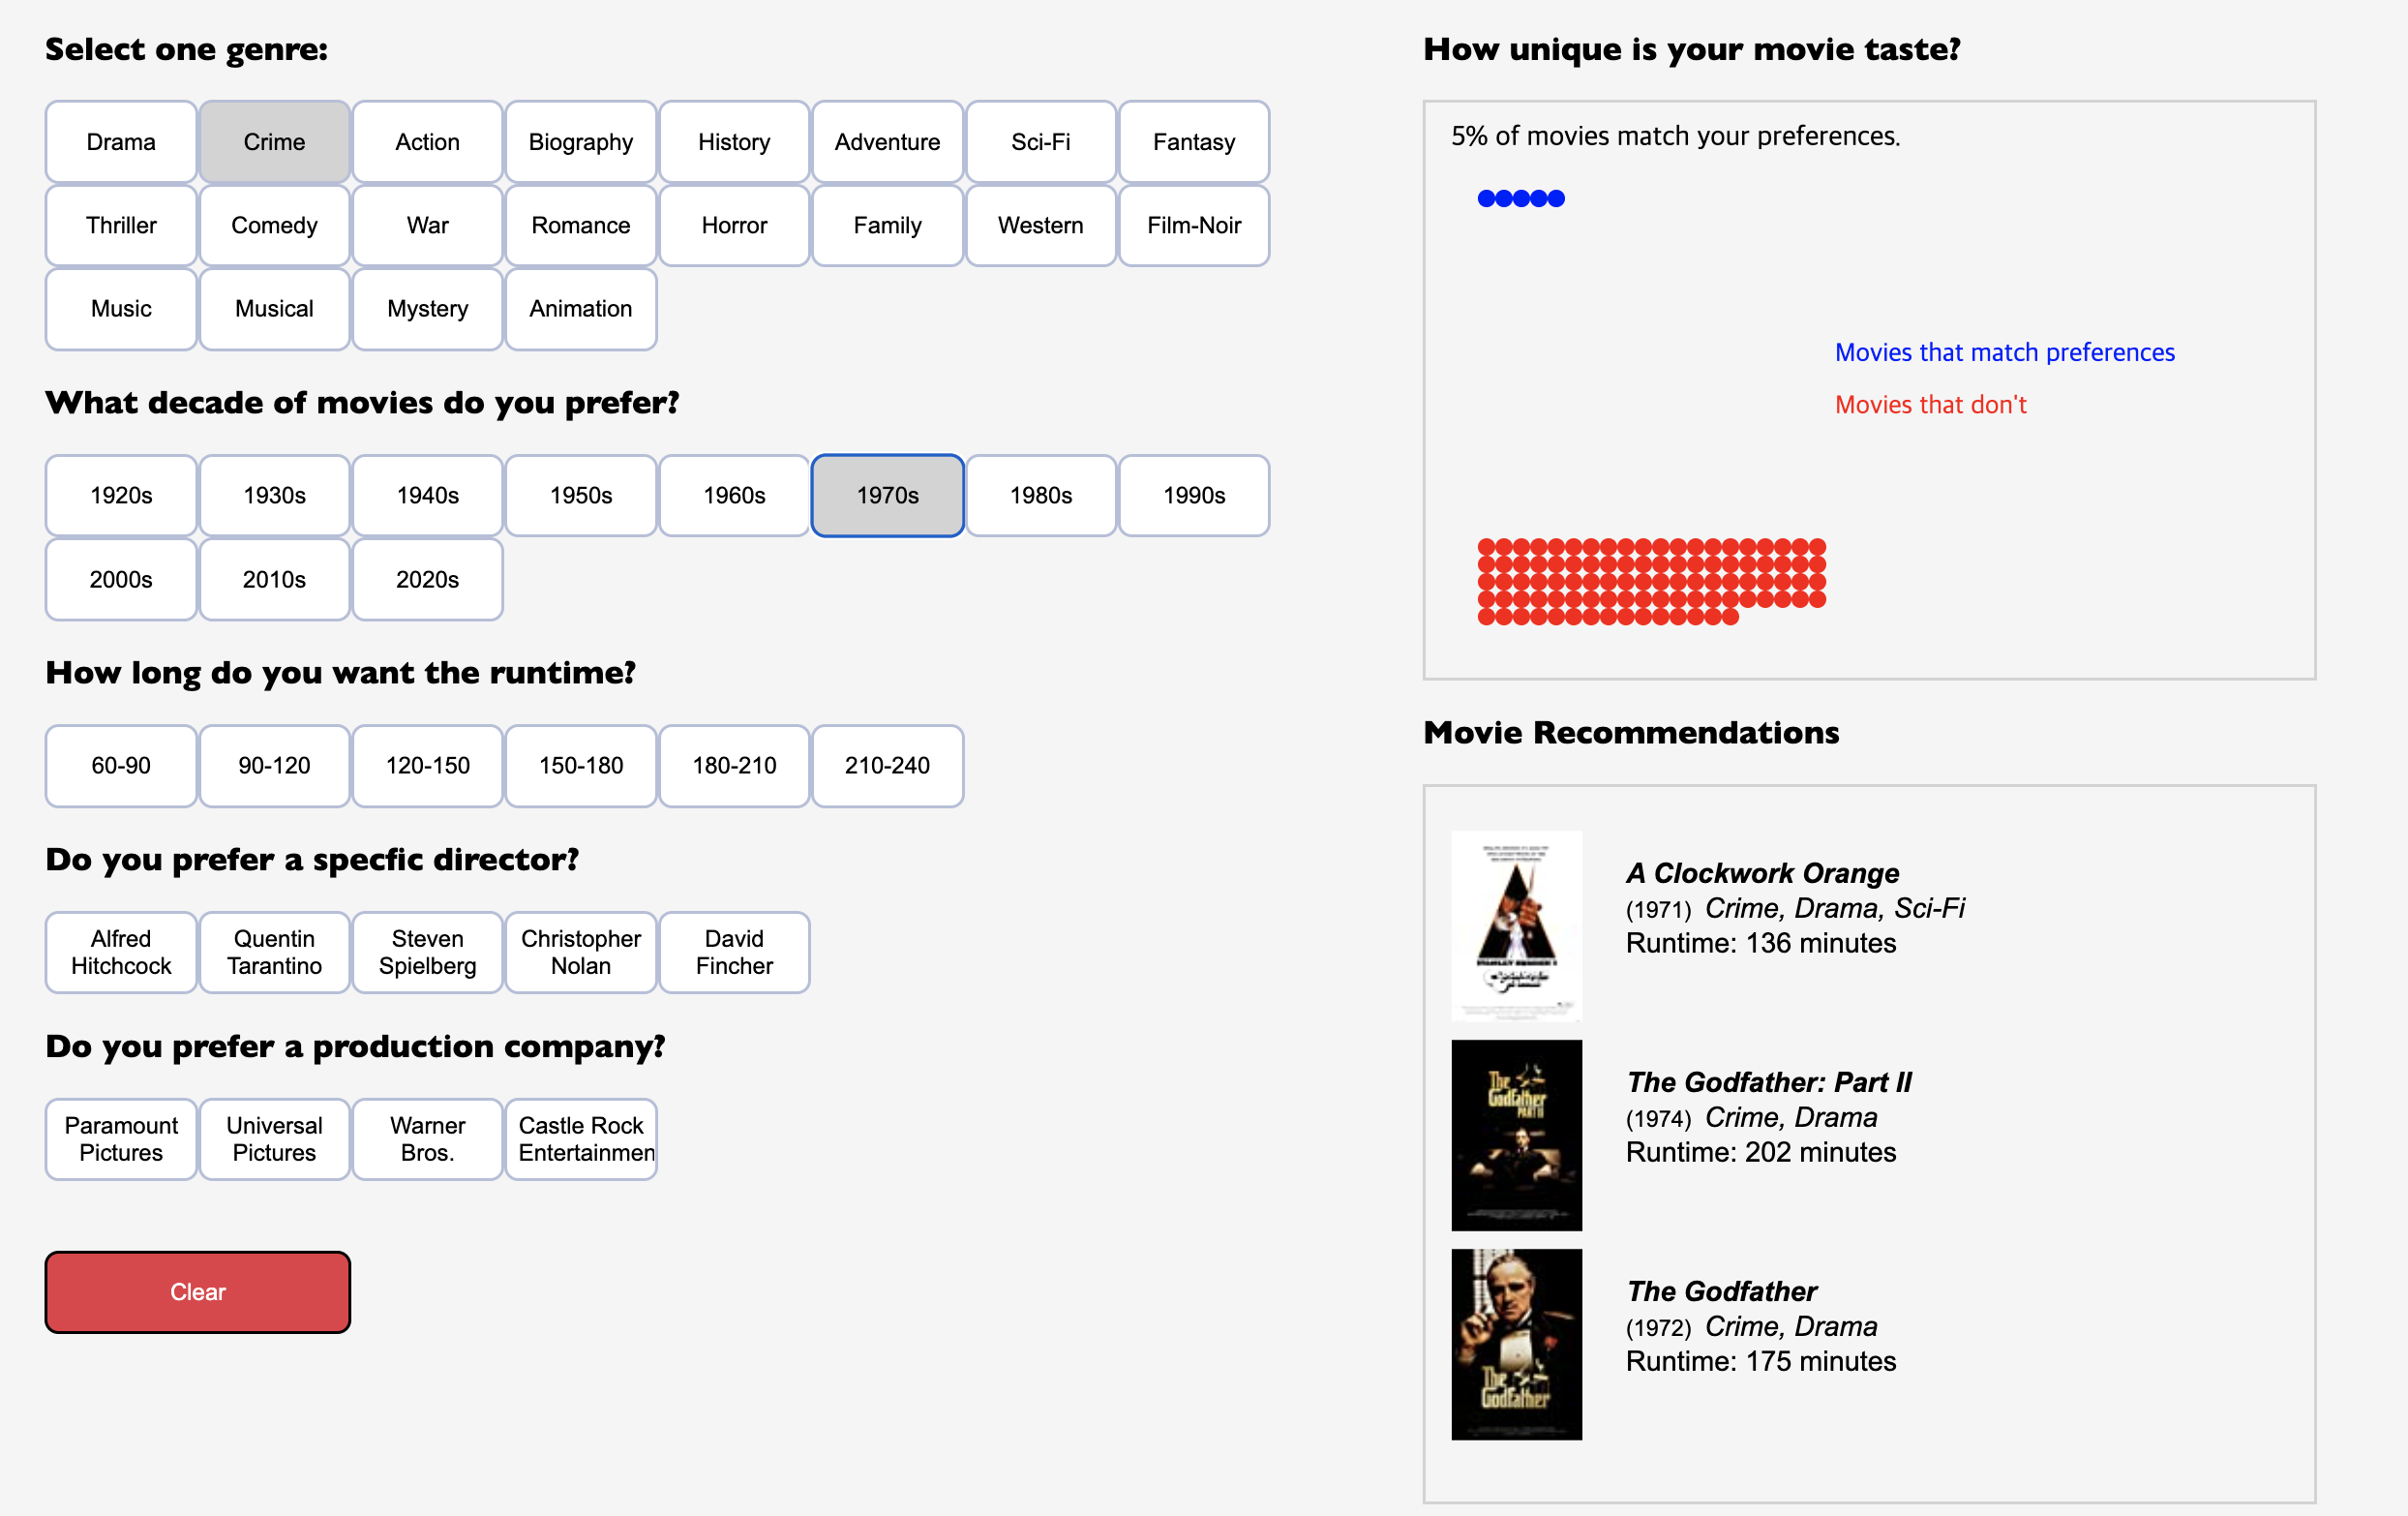 Select one genre:
Drama
Crime
Action
Biography
History
Adventure
Sci-Fi
Fantasy
Thriller
Comedy
War
Romance
Horror
Family
Western
Film-Noir
Music
Musical
Mystery
Animation
What decade of movies do you prefer?
1920s
1930s
1940s
1950s
1960s
1970s
1980s
1990s
2000s
2010s
2020s
How long do you want the runtime?
60-90
90-120
120-150
150-180
180-210
210-240
Do you prefer a specfic director?
Alfred
Hitchcock
Quentin
Tarantino
Steven
Spielberg
Christopher
Nolan
David
Fincher
Do you prefer a production company?
Paramount
Pictures
Universal
Pictures
Warner
Bros.
Castle Rock
Entertainmen
Clear
How unique is your movie taste?
5% of movies match your preferences.
Movies that match preferences
Movies that don't
Movie Recommendations
A Clockwork Orange
(1971) Crime, Drama, Sci-Fi
Runtime: 136 minutes
The
Godfather
PART II
The Godfather: Part II
(1974) Crime, Drama
Runtime: 202 minutes
The
Godfather
The Godfather
(1972) Crime, Drama
Runtime: 175 minutes